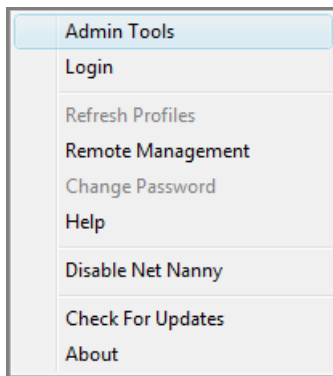 Admin Tools
Login
Refresh Profiles
Remote Management
Change Password
Help
Disable Net Nanny
Check For Updates
About